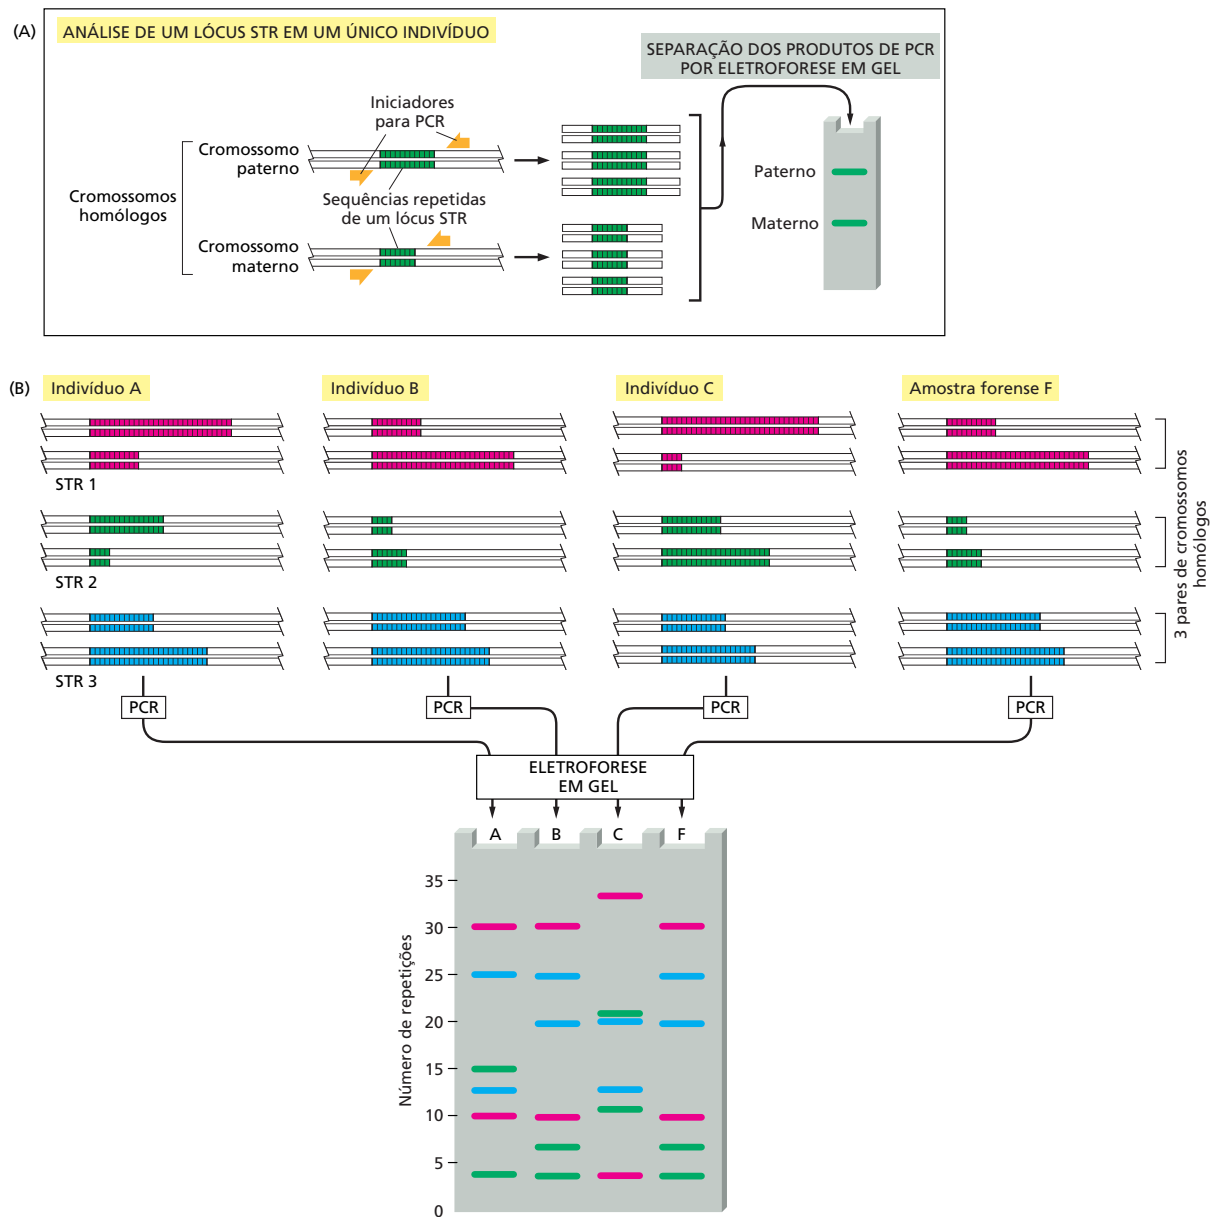 (A)
ANÁLISE DE UM LÓCUS STR EM UM ÚNICO INDIVÍDUO
SEPARAÇÃO DOS PRODUTOS DE PCR
POR ELETROFORESE EM GEL
Iniciadores
para PCR
Cromossomo
paterno
Cromossomos
homólogos
Sequências repetidas
de um lócus STR
Cromossomo
materno
Paterno
Materno
(B)
Indivíduo A
Indivíduo B
Indivíduo C
Amostra forense F
STR 1
STR 2
STR 3
3 pares de cromossomos
homólogos
PCR
PCR
PCR
PCR
ELETROFORESE
EM GEL
A
B
C
F
Número de repetições
35
30
25
20
15
10
5
0